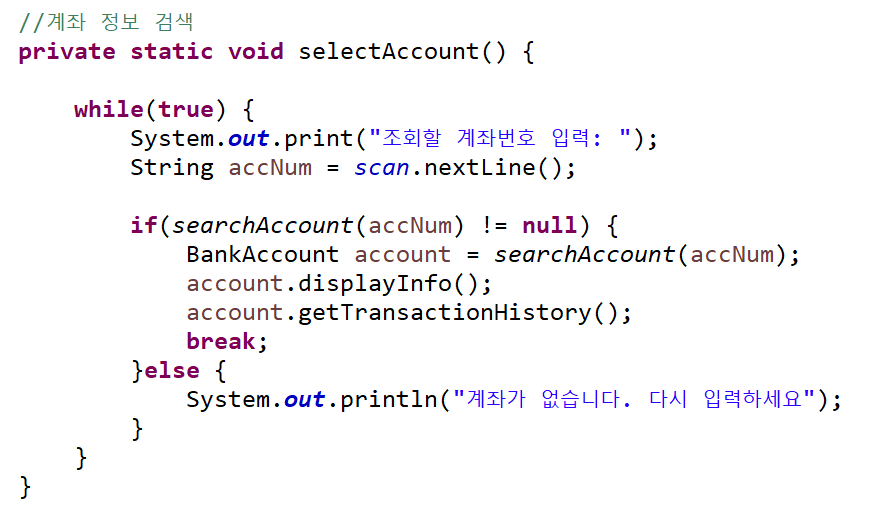 //계좌 정보 검색
private static void selectAccount() {
while(true) {
System.out.print("조회할 계좌번호 입력: ");
String accNum = scan.nextLine();
if(searchAccount(accNum) != null) {
BankAccount account = searchAccount(accNum);
account.displayInfo();
account.getTransactionHistory();
break;
}else {
System.out.println("계좌가 없습니다. 다시 입력하세요");
}
}
}